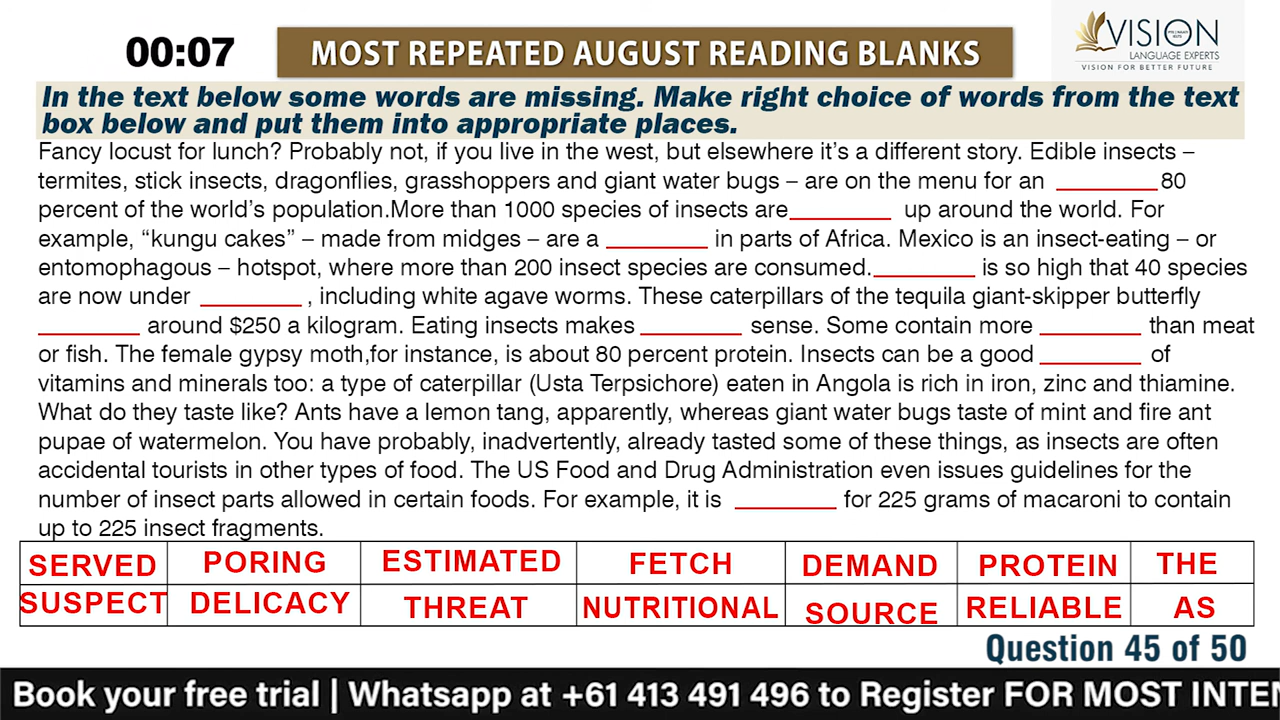 00:07
MOST REPEATED AUGUST READING BLANKS
VISION
LANGUAGE EXPERTS
VISION FOR BETTER FUTURE
In the text below some words are missing. Make right choice of words from the text
box below and put them into appropriate places.
Fancy locust for lunch? Probably not, if you live in the west, but elsewhere it's a different story. Edible insects –
termites, stick insects, dragonflies, grasshoppers and giant water bugs – are on the menu for an ________ 80
percent of the world's population.More than 1000 species of insects are ________ up around the world. For
example, “kungu cakes” – made from midges – are a ________ in parts of Africa. Mexico is an insect-eating – or
entomophagous – hotspot, where more than 200 insect species are consumed. ________ is so high that 40 species
are now under ________ , including white agave worms. These caterpillars of the tequila giant-skipper butterfly
________ around $250 a kilogram. Eating insects makes ________ sense. Some contain more ________ than meat
or fish. The female gypsy moth,for instance, is about 80 percent protein. Insects can be a good ________ of
vitamins and minerals too: a type of caterpillar (Usta Terpsichore) eaten in Angola is rich in iron, zinc and thiamine.
What do they taste like? Ants have a lemon tang, apparently, whereas giant water bugs taste of mint and fire ant
pupae of watermelon. You have probably, inadvertently, already tasted some of these things, as insects are often
accidental tourists in other types of food. The US Food and Drug Administration even issues guidelines for the
number of insect parts allowed in certain foods. For example, it is ________ for 225 grams of macaroni to contain
up to 225 insect fragments.
SERVED PORING ESTIMATED FETCH DEMAND PROTEIN THE
SUSPECT DELICACY THREAT NUTRITIONAL SOURCE RELIABLE AS
Question 45 of 50
Book your free trial | Whatsapp at +61 413 491 496 to Register FOR MOST INTEN